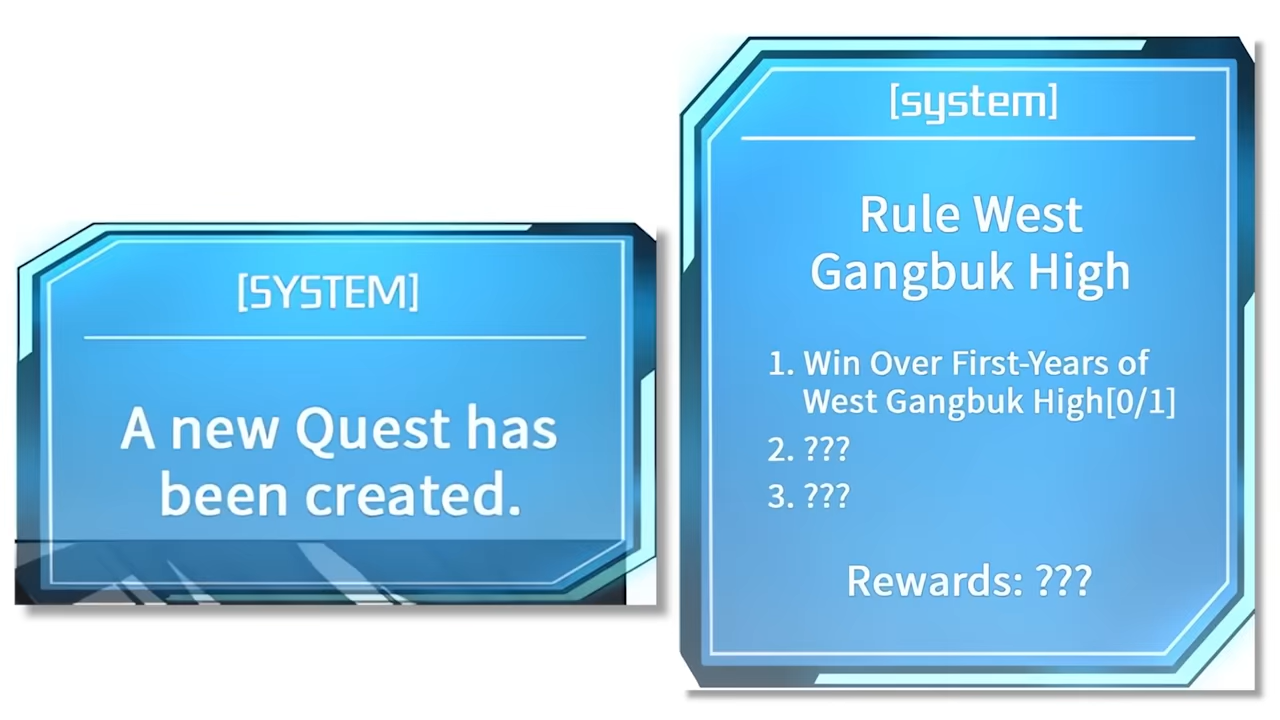 [SYSTEM]
A new Quest has
been created.
[system]
Rule West
Gangbuk High
1. Win Over First-Years of
West Gangbuk High[0/1]
2. ???
3. ???
Rewards: ???